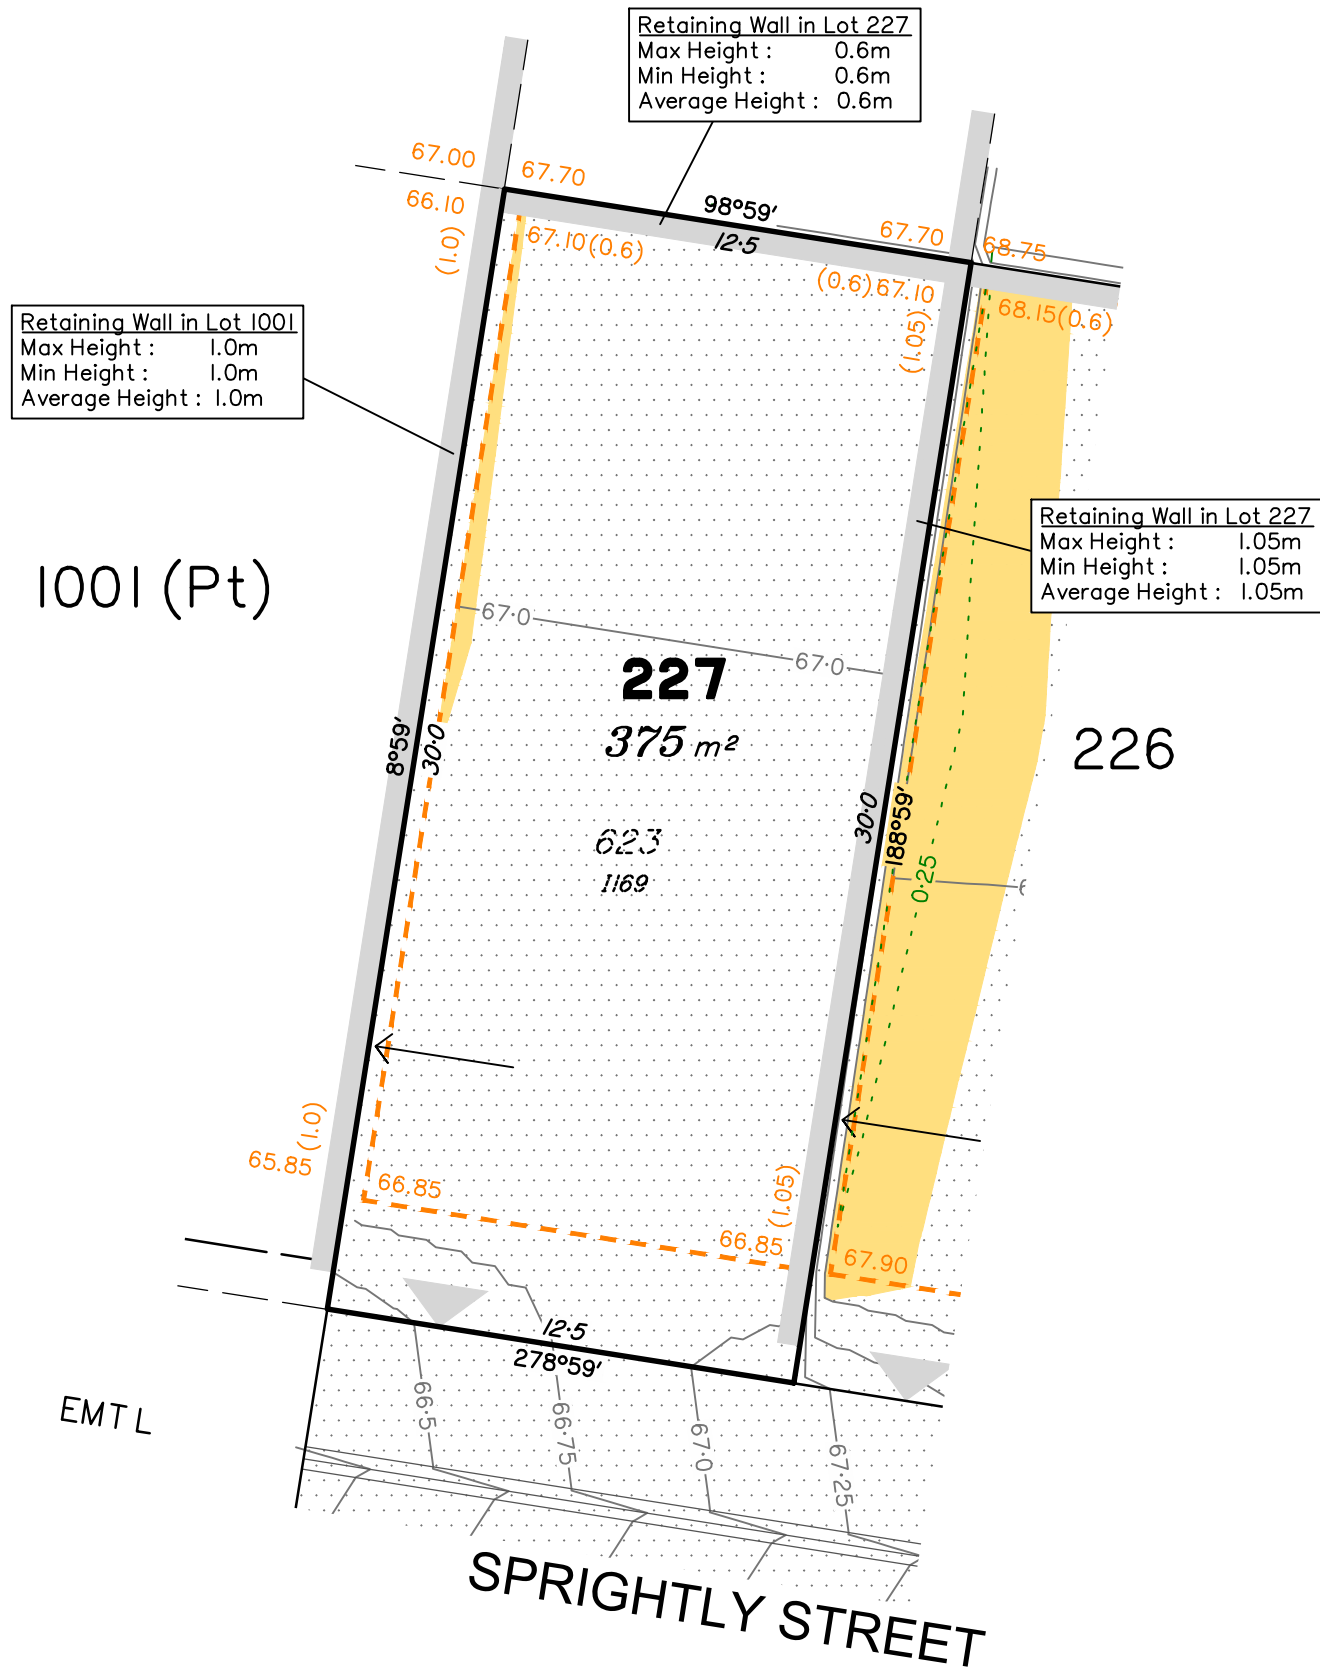 Retaining Wall in Lot 227
Max Height : 0.6m
Min Height : 0.6m
Average Height : 0.6m
67.00
67.70
66.10
(1.0)
98°59'
12·5
67.10(0.6)
67.70
68.75
(0.6) 67.10
(1.05)
68.15(0.6)
Retaining Wall in Lot 1001
Max Height : 1.0m
Min Height : 1.0m
Average Height : 1.0m
Retaining Wall in Lot 227
Max Height : 1.05m
Min Height : 1.05m
Average Height : 1.05m
1001 (Pt)
67·0
67·0
227
375 m²
226
8°59'
30·0
30·0
188°59'
623
1169
0·25
65.85
(1.0)
66.85
66.85
(1.05)
67.90
12·5
278°59'
EMT L
66·5
66·75
67·0
67·25
SPRIGHTLY STREET